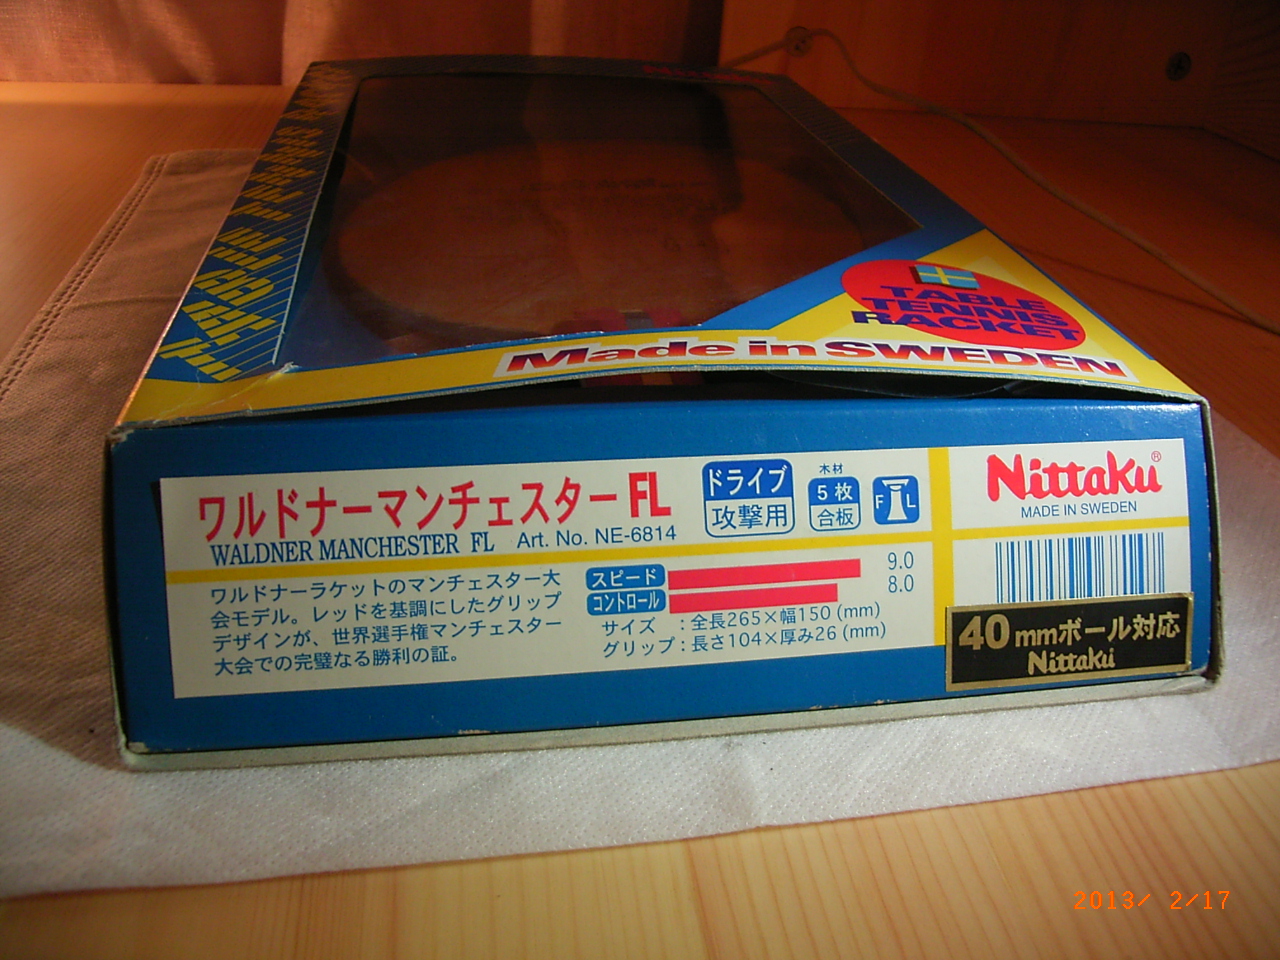 TABLE
TENNIS
RACKET
Made in SWEDEN
ワルドナーマンチェスター FL
WALDNER MANCHESTER FL Art. No. NE-6814
ドライブ
攻撃用
木材
5枚
合板
F L
ワルドナーラケットのマンチェスター大
会モデル。レッドを基調にしたグリップ
デザインが、世界選手権マンチェスター
大会での完璧なる勝利の証。
スピード 9.0
コントロール 8.0
サイズ :全長265×幅150(mm)
グリップ:長さ104×厚み26(mm)
Nittaku®
MADE IN SWEDEN
40mmボール対応
Nittaku
2013/ 2/17